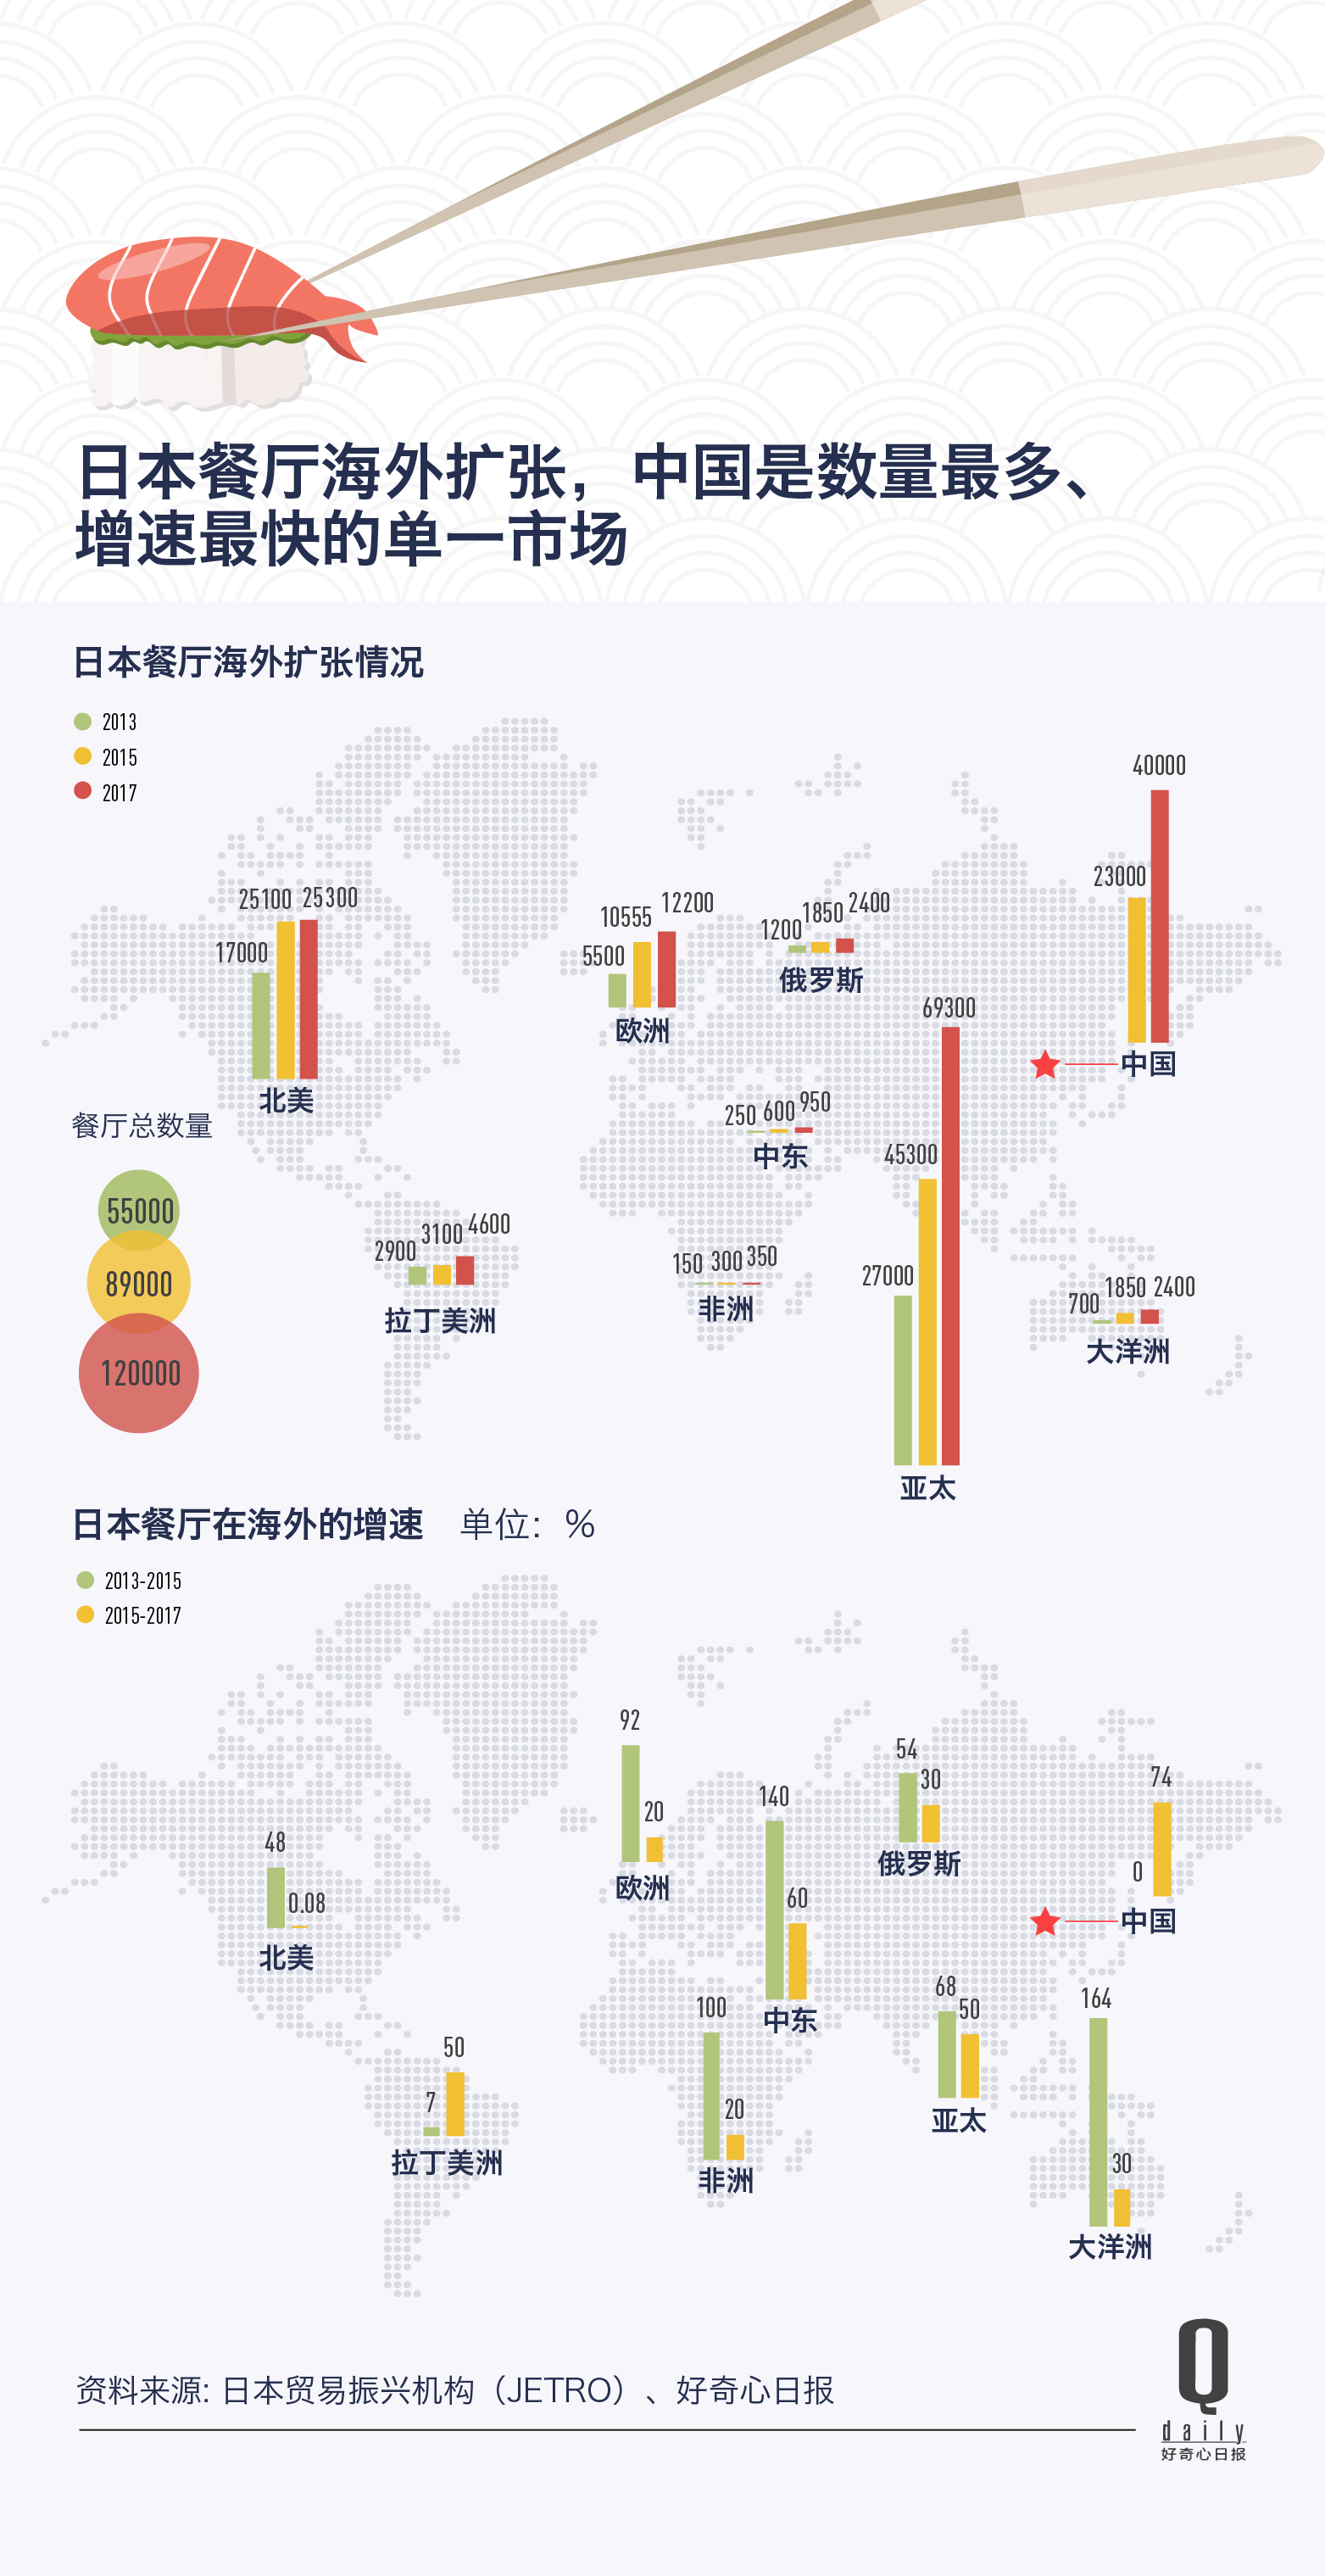 日本餐厅海外扩张，中国是数量最多、
增速最快的单一市场
日本餐厅海外扩张情况
2013
2015
2017
40000
23000
中国
25100
25300
17000
北美
10555
12200
5500
欧洲
1200
1850
2400
俄罗斯
69300
45300
27000
亚太
250
600
950
中东
餐厅总数量
55000
89000
120000
2900
3100
4600
拉丁美洲
150
300
350
非洲
700
1850
2400
大洋洲
日本餐厅在海外的增速 单位：%
2013-2015
2015-2017
92
20
欧洲
54
30
俄罗斯
74
0
中国
140
60
中东
48
0.08
北美
68
50
亚太
164
30
大洋洲
100
20
非洲
50
7
拉丁美洲
资料来源: 日本贸易振兴机构（JETRO）、好奇心日报
Q
daily
好奇心日报